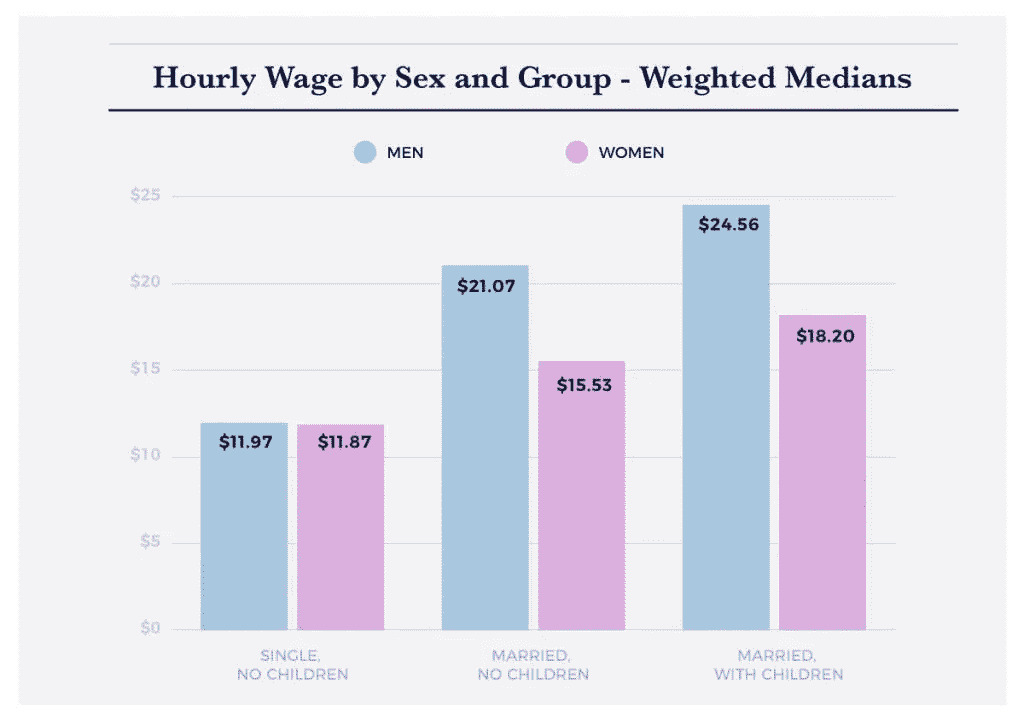 Hourly Wage by Sex and Group - Weighted Medians
MEN
WOMEN
$25
$24.56
$20
$21.07
$18.20
$15
$15.53
$10
$11.97
$11.87
$5
$0
SINGLE,
NO CHILDREN
MARRIED,
NO CHILDREN
MARRIED,
WITH CHILDREN